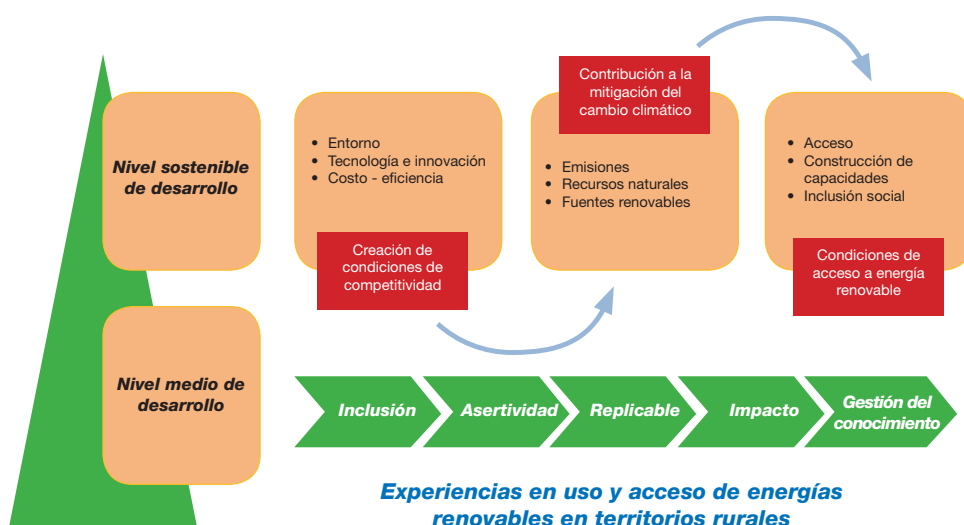 Nivel sostenible
de desarrollo
• Entorno
• Tecnología e innovación
• Costo - eficiencia
Creación de
condiciones de
competitividad
Contribución a la
mitigación del
cambio climático
• Emisiones
• Recursos naturales
• Fuentes renovables
• Acceso
• Construcción de
capacidades
• Inclusión social
Condiciones de
acceso a energía
renovable
Nivel medio de
desarrollo
Inclusión
Asertividad
Replicable
Impacto
Gestión del
conocimiento
Experiencias en uso y acceso de energías
renovables en territorios rurales